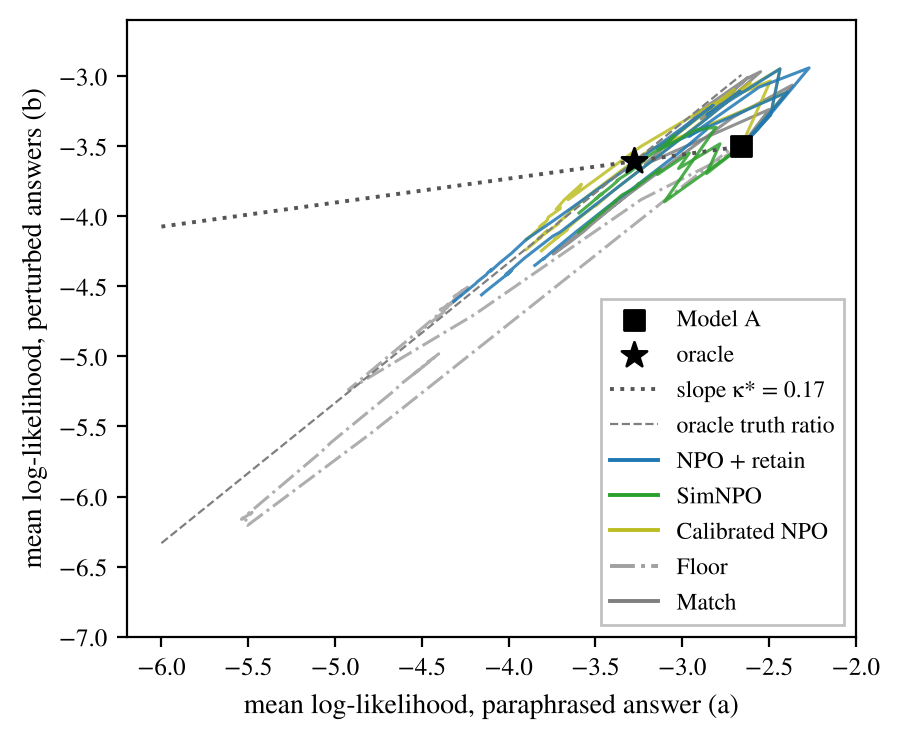 −3.0
−3.5
−4.0
−4.5
−5.0
−5.5
−6.0
−6.5
−7.0
mean log-likelihood, perturbed answers (b)
Model A
oracle
slope κ* = 0.17
oracle truth ratio
NPO + retain
SimNPO
Calibrated NPO
Floor
Match
−6.0 −5.5 −5.0 −4.5 −4.0 −3.5 −3.0 −2.5 −2.0
mean log-likelihood, paraphrased answer (a)